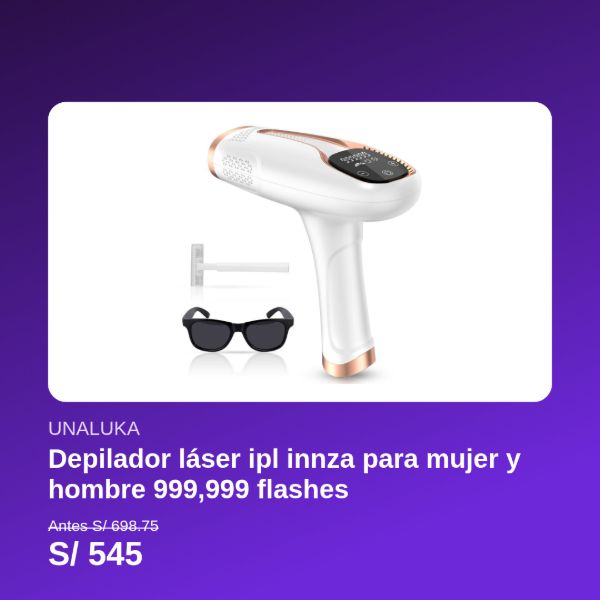 UNALUKA
Depilador láser ipl innza para mujer y
hombre 999,999 flashes
Antes S/ 698.75
S/ 545